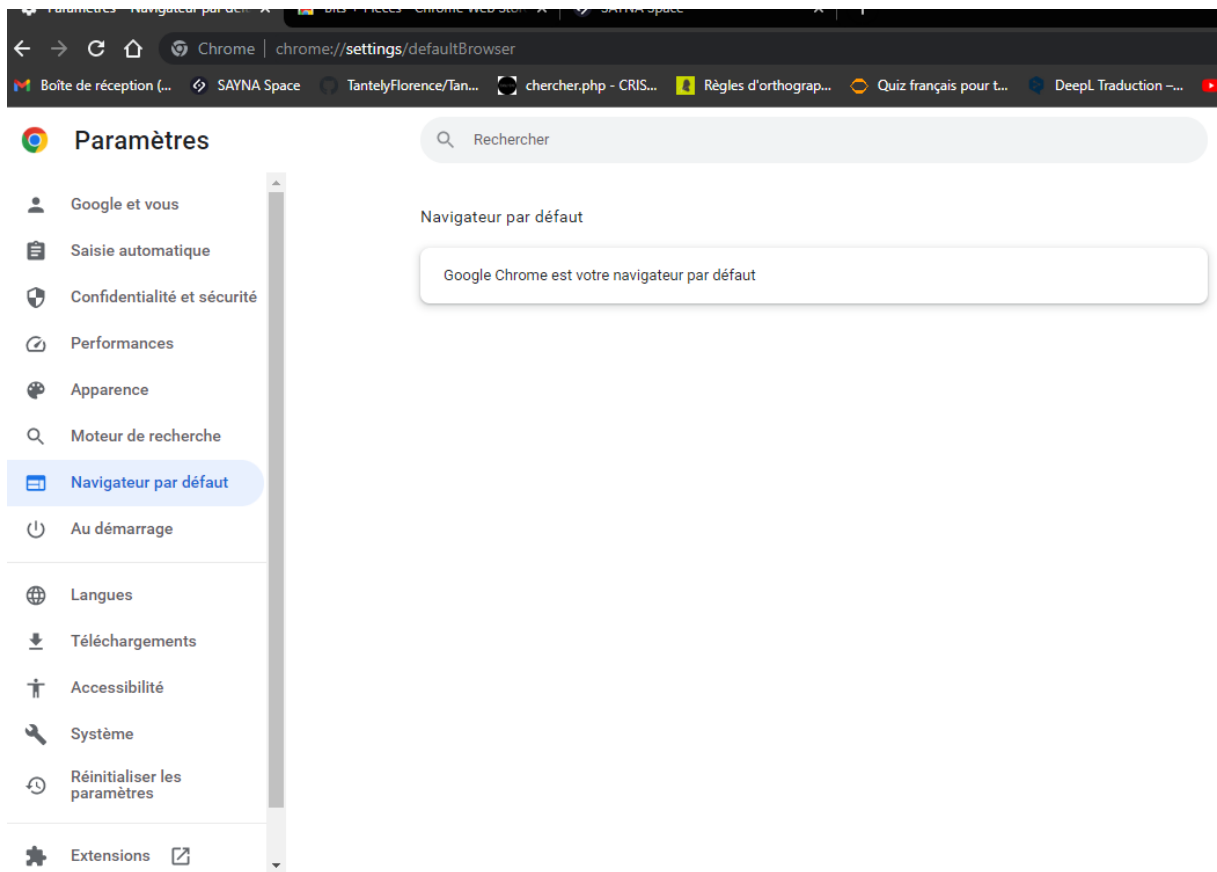 Chrome | chrome://settings/defaultBrowser
Boîte de réception (... SAYNA Space TantelyFlorence/Tan... chercher.php - CRIS... Règles d'orthograp... Quiz français pour t... DeepL Traduction –...
Paramètres
Rechercher
Google et vous
Saisie automatique
Confidentialité et sécurité
Performances
Apparence
Moteur de recherche
Navigateur par défaut
Au démarrage
Langues
Téléchargements
Accessibilité
Système
Réinitialiser les
paramètres
Extensions
Navigateur par défaut
Google Chrome est votre navigateur par défaut